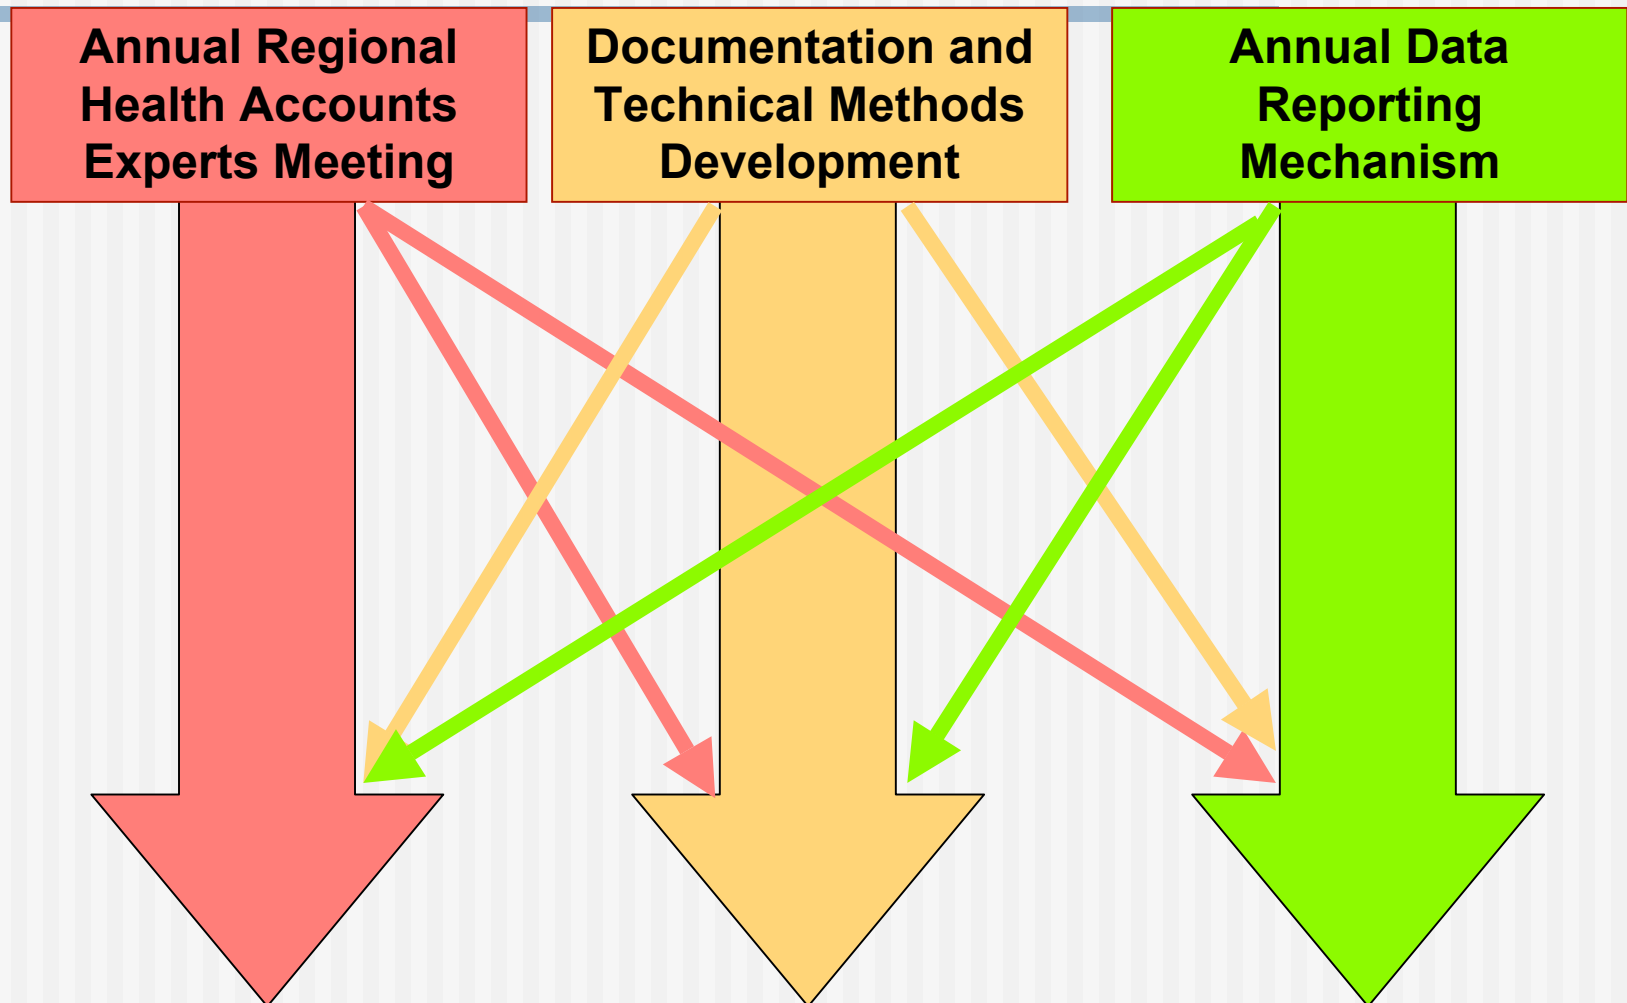 Annual Regional
Health Accounts
Experts Meeting
Documentation and
Technical Methods
Development
Annual Data
Reporting
Mechanism